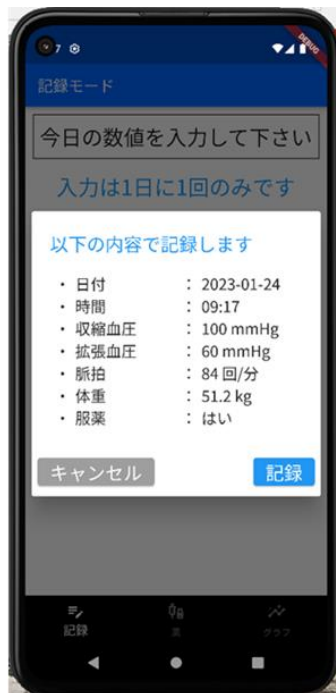 7
DEBUG
記録モード
今日の数値を入力して下さい
入力は1日に1回のみです
以下の内容で記録します
・ 日付 : 2023-01-24
・ 時間 : 09:17
・ 収縮血圧 : 100 mmHg
・ 拡張血圧 : 60 mmHg
・ 脈拍 : 84 回/分
・ 体重 : 51.2 kg
・ 服薬 : はい
キャンセル 記録
記録 薬 グラフ